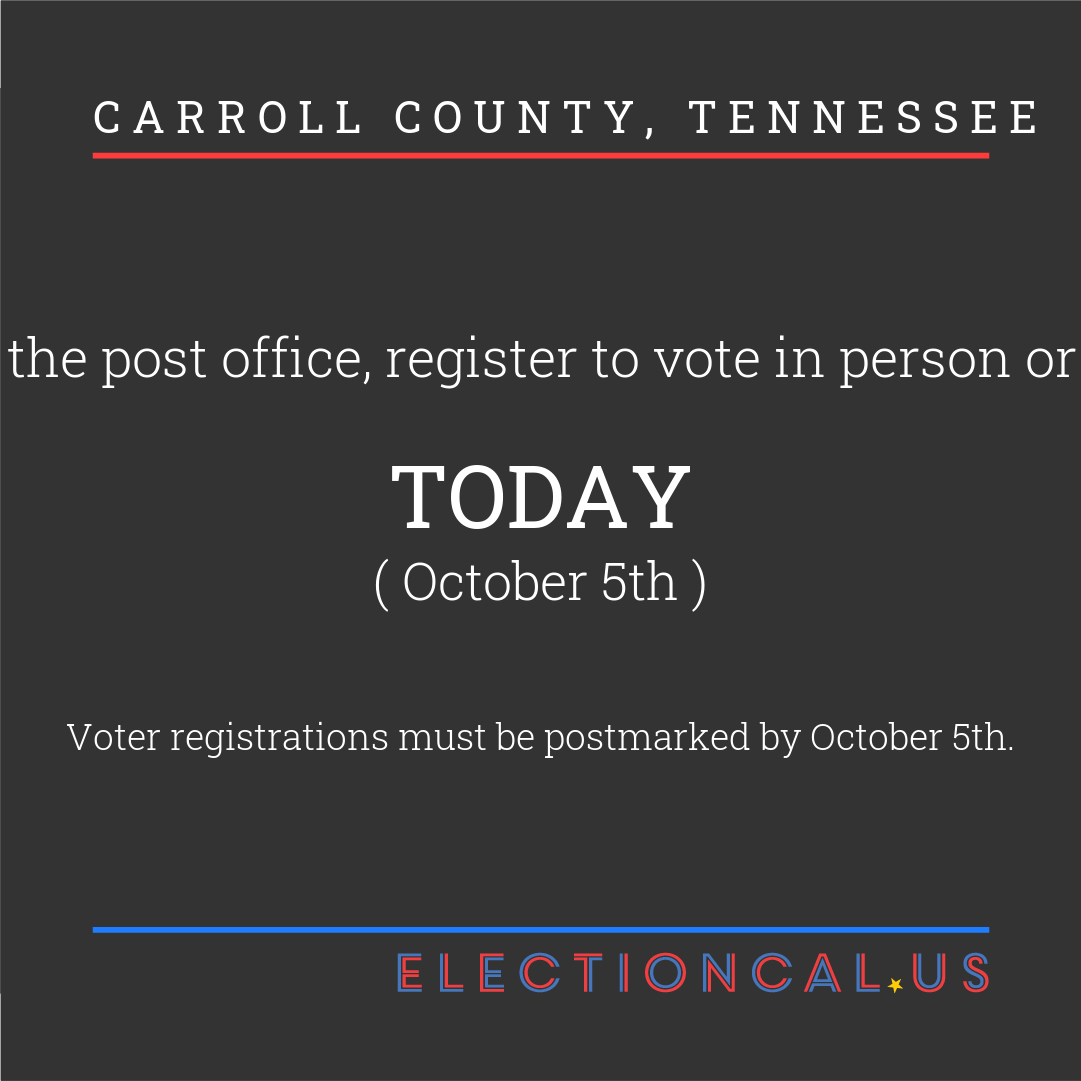 CARROLL COUNTY, TENNESSEE
the post office, register to vote in person or
TODAY
( October 5th )
Voter registrations must be postmarked by October 5th.
ELECTIONCAL.US